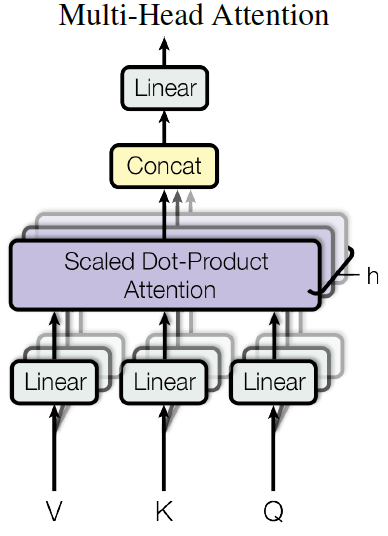 Multi-Head Attention
Linear
Concat
Scaled Dot-Product
Attention
h
Linear Linear Linear
V K Q